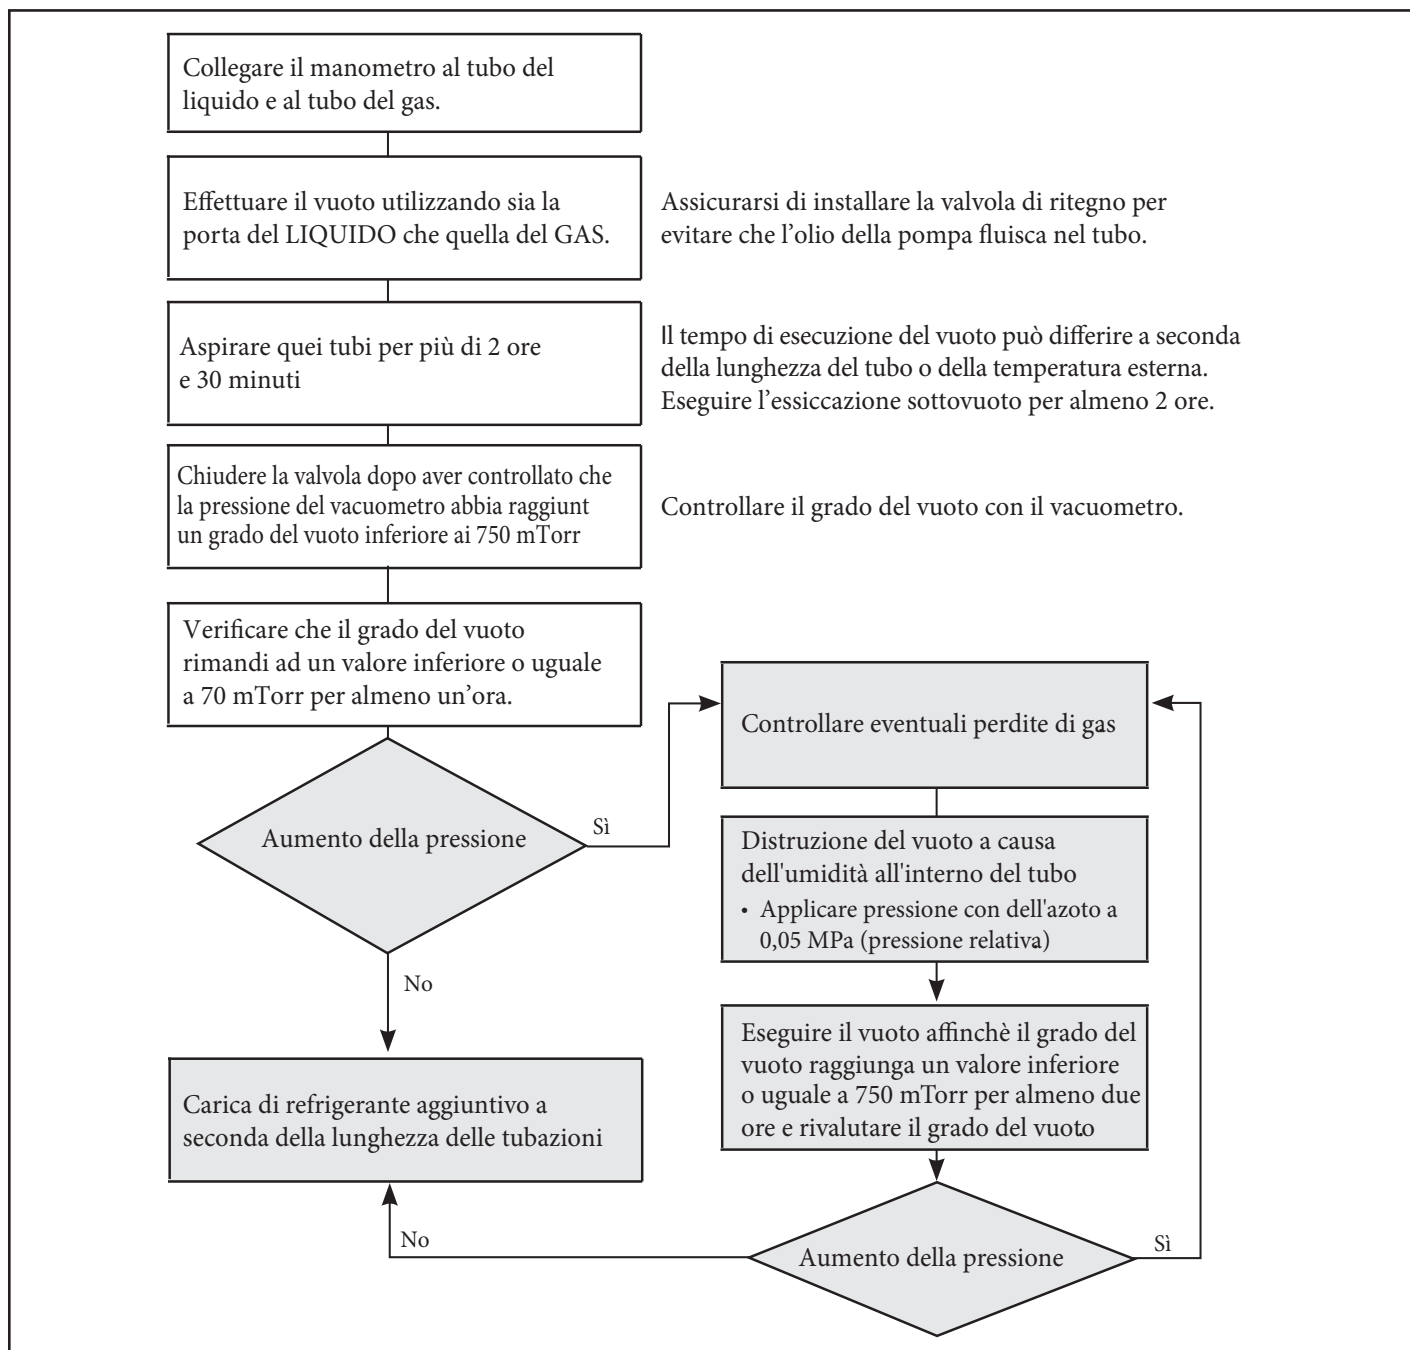 Collegare il manometro al tubo del
liquido e al tubo del gas.
Effettuare il vuoto utilizzando sia la
porta del LIQUIDO che quella del GAS.
Assicurarsi di installare la valvola di ritegno per
evitare che l'olio della pompa fluisca nel tubo.
Aspirare quei tubi per più di 2 ore
e 30 minuti
Il tempo di esecuzione del vuoto può differire a seconda
della lunghezza del tubo o della temperatura esterna.
Eseguire l'essiccazione sottovuoto per almeno 2 ore.
Chiudere la valvola dopo aver controllato che
la pressione del vacuometro abbia raggiunt
un grado del vuoto inferiore ai 750 mTorr
Controllare il grado del vuoto con il vacuometro.
Verificare che il grado del vuoto
rimandi ad un valore inferiore o uguale
a 70 mTorr per almeno un'ora.
Aumento della pressione
Sì
No
Controllare eventuali perdite di gas
Distruzione del vuoto a causa
dell'umidità all'interno del tubo
• Applicare pressione con dell'azoto a
0,05 MPa (pressione relativa)
Eseguire il vuoto affinchè il grado del
vuoto raggiunga un valore inferiore
o uguale a 750 mTorr per almeno due
ore e rivalutare il grado del vuoto
Carica di refrigerante aggiuntivo a
seconda della lunghezza delle tubazioni
Aumento della pressione
No
Sì